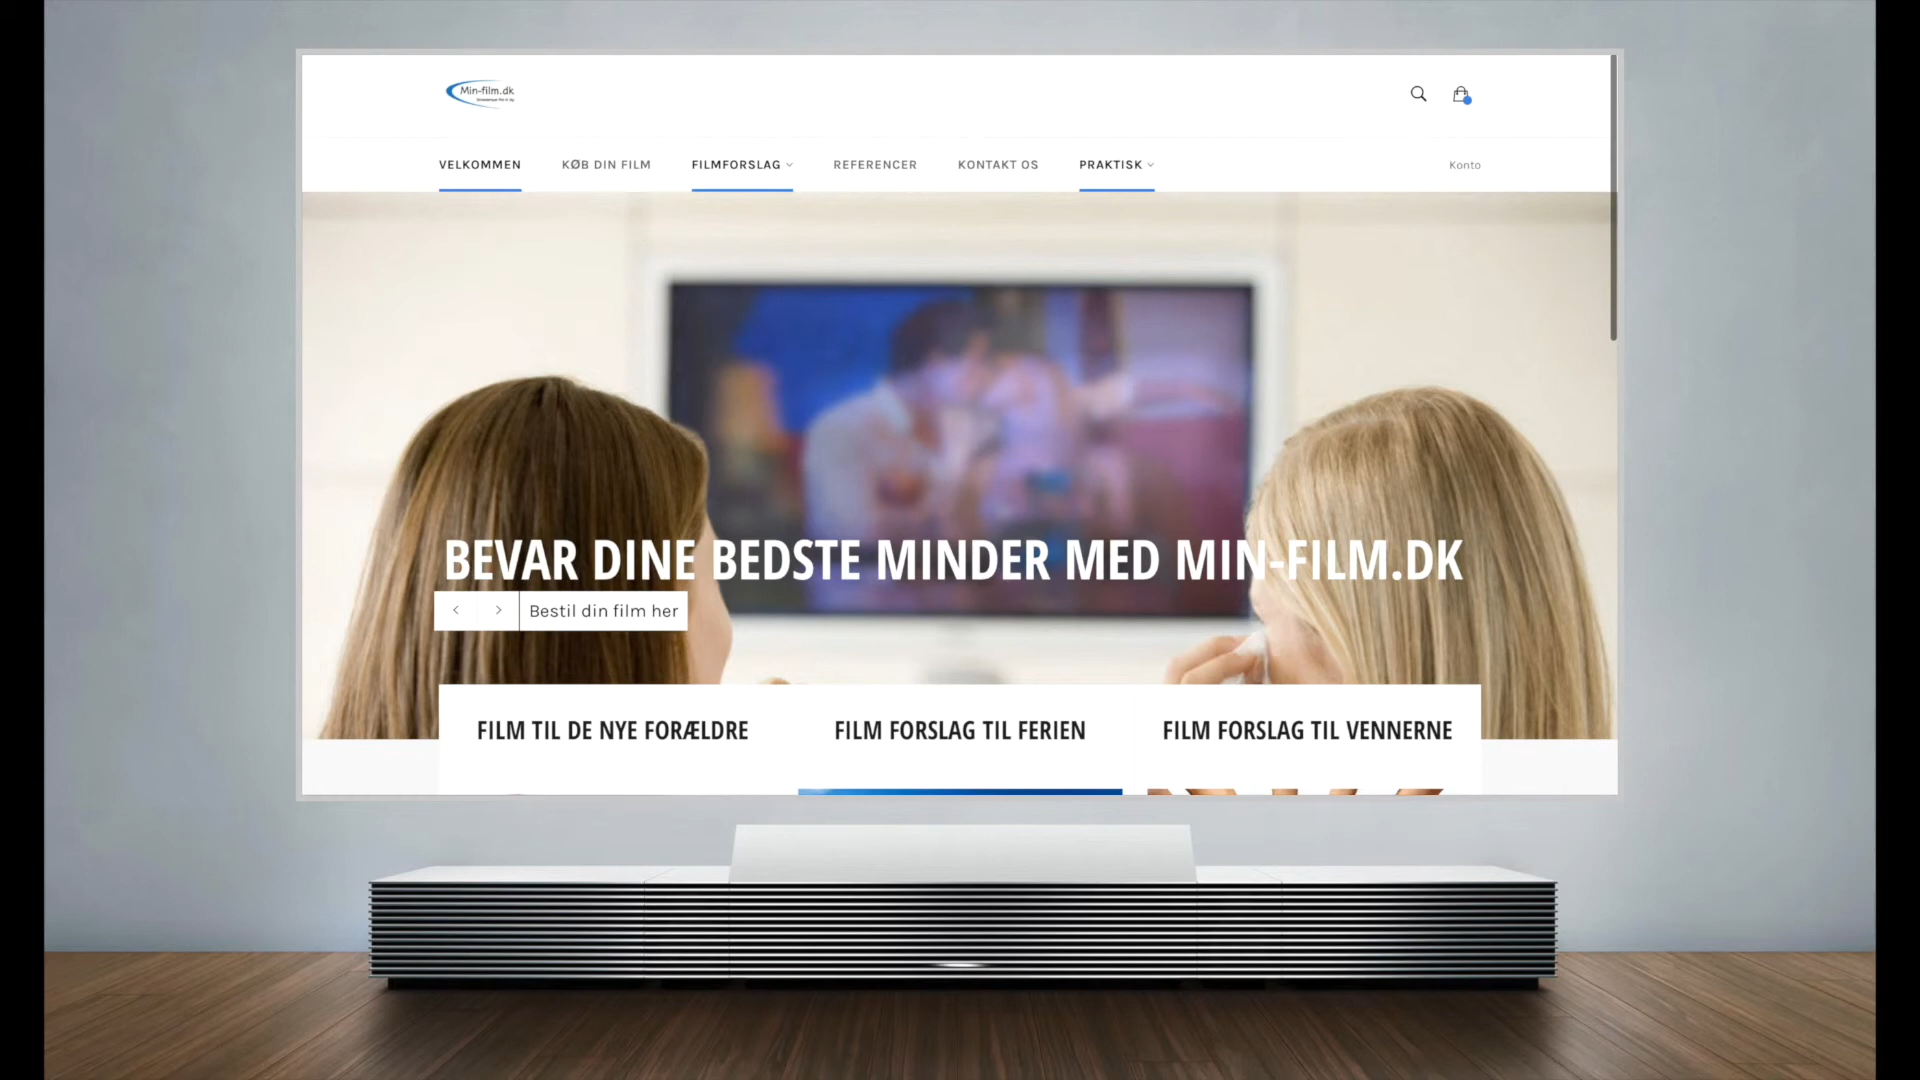 Min-film.dk
VELKOMMEN
KØB DIN FILM
FILMFORSLAG
REFERENCER
KONTAKT OS
PRAKTISK
Konto
BEVAR DINE BEDSTE MINDER MED MIN-FILM.DK
Bestil din film her
FILM TIL DE NYE FORÆLDRE
FILM FORSLAG TIL FERIEN
FILM FORSLAG TIL VENNERNE